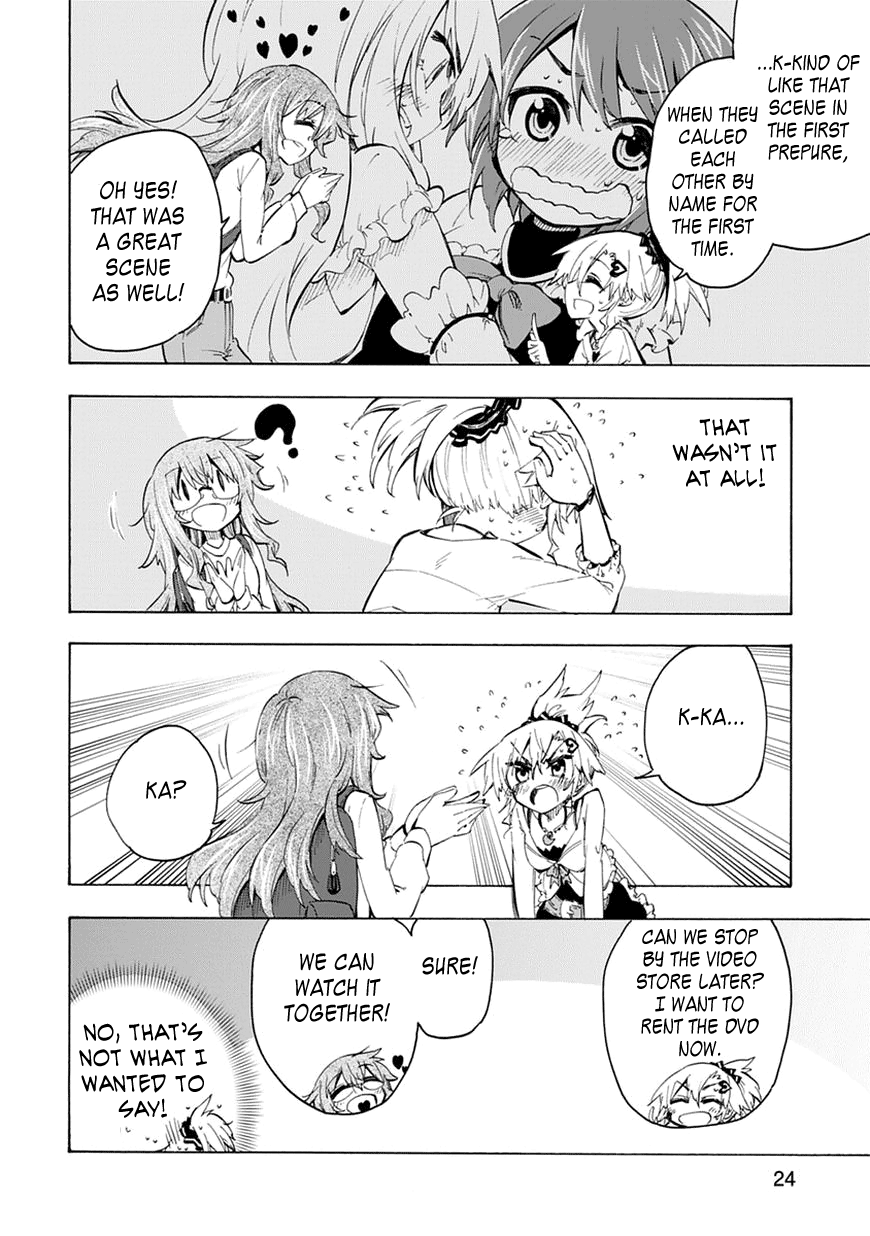 ...K-KIND OF
LIKE THAT
SCENE IN
THE FIRST
PREPURE,
WHEN THEY
CALLED
EACH
OTHER BY
NAME FOR
THE FIRST
TIME.
OH YES!
THAT WAS
A GREAT
SCENE
AS WELL!
THAT
WASN'T IT
AT ALL!
?
K-KA...
KA?
CAN WE STOP
BY THE VIDEO
STORE LATER?
I WANT TO
RENT THE DVD
NOW.
SURE!
WE CAN
WATCH IT
TOGETHER!
NO, THAT'S
NOT WHAT I
WANTED TO
SAY!
24